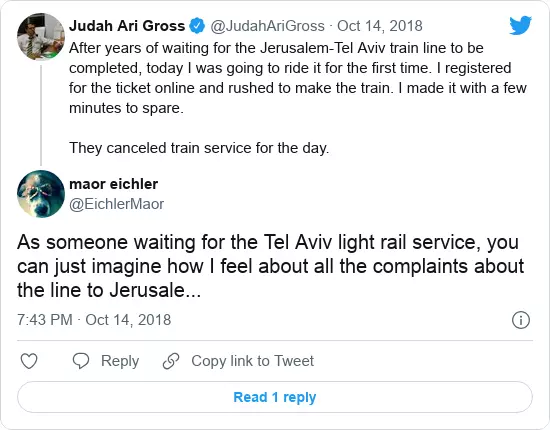 Judah Ari Gross @JudahAriGross · Oct 14, 2018
After years of waiting for the Jerusalem-Tel Aviv train line to be
completed, today I was going to ride it for the first time. I registered
for the ticket online and rushed to make the train. I made it with a few
minutes to spare.
They canceled train service for the day.
maor eichler
@EichlerMaor
As someone waiting for the Tel Aviv light rail service, you
can just imagine how I feel about all the complaints about
the line to Jerusale...
7:43 PM · Oct 14, 2018
Reply
Copy link to Tweet
Read 1 reply